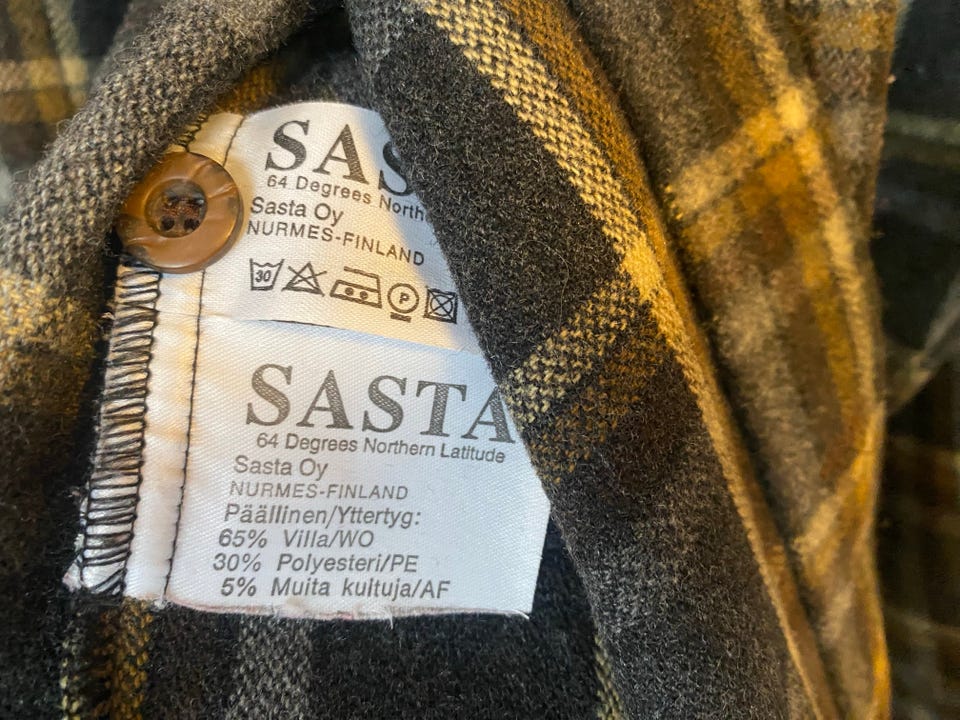 SAS
64 Degrees North
Sasta Oy
NURMES-FINLAND
30 P
SASTA
64 Degrees Northern Latitude
Sasta Oy
NURMES-FINLAND
Päällinen/Yttertyg:
65% Villa/WO
30% Polyesteri/PE
5% Muita kultuja/AF